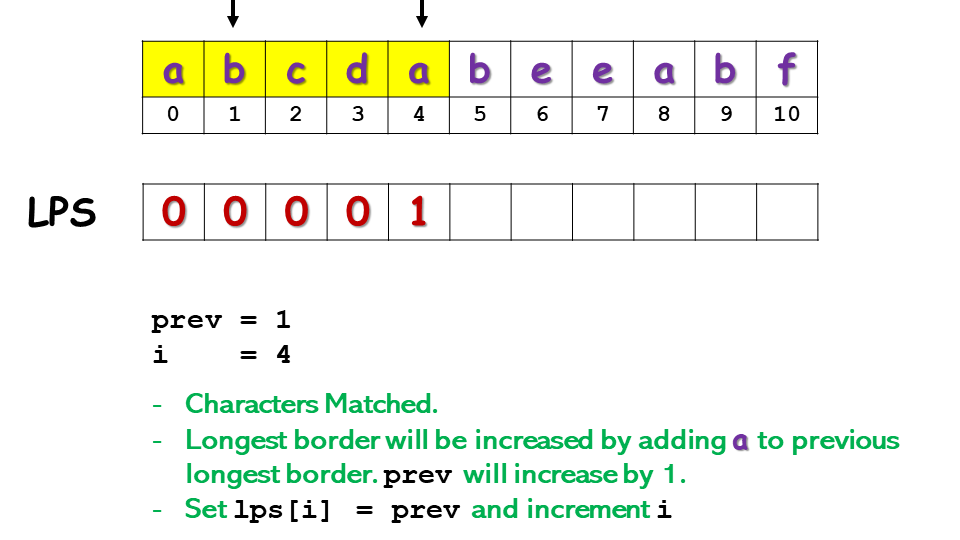 a b c d a b e e a b f
0 1 2 3 4 5 6 7 8 9 10
LPS 0 0 0 0 1
prev = 1
i = 4
- Characters Matched.
- Longest border will be increased by adding a to previous
longest border. prev will increase by 1.
- Set lps[i] = prev and increment i